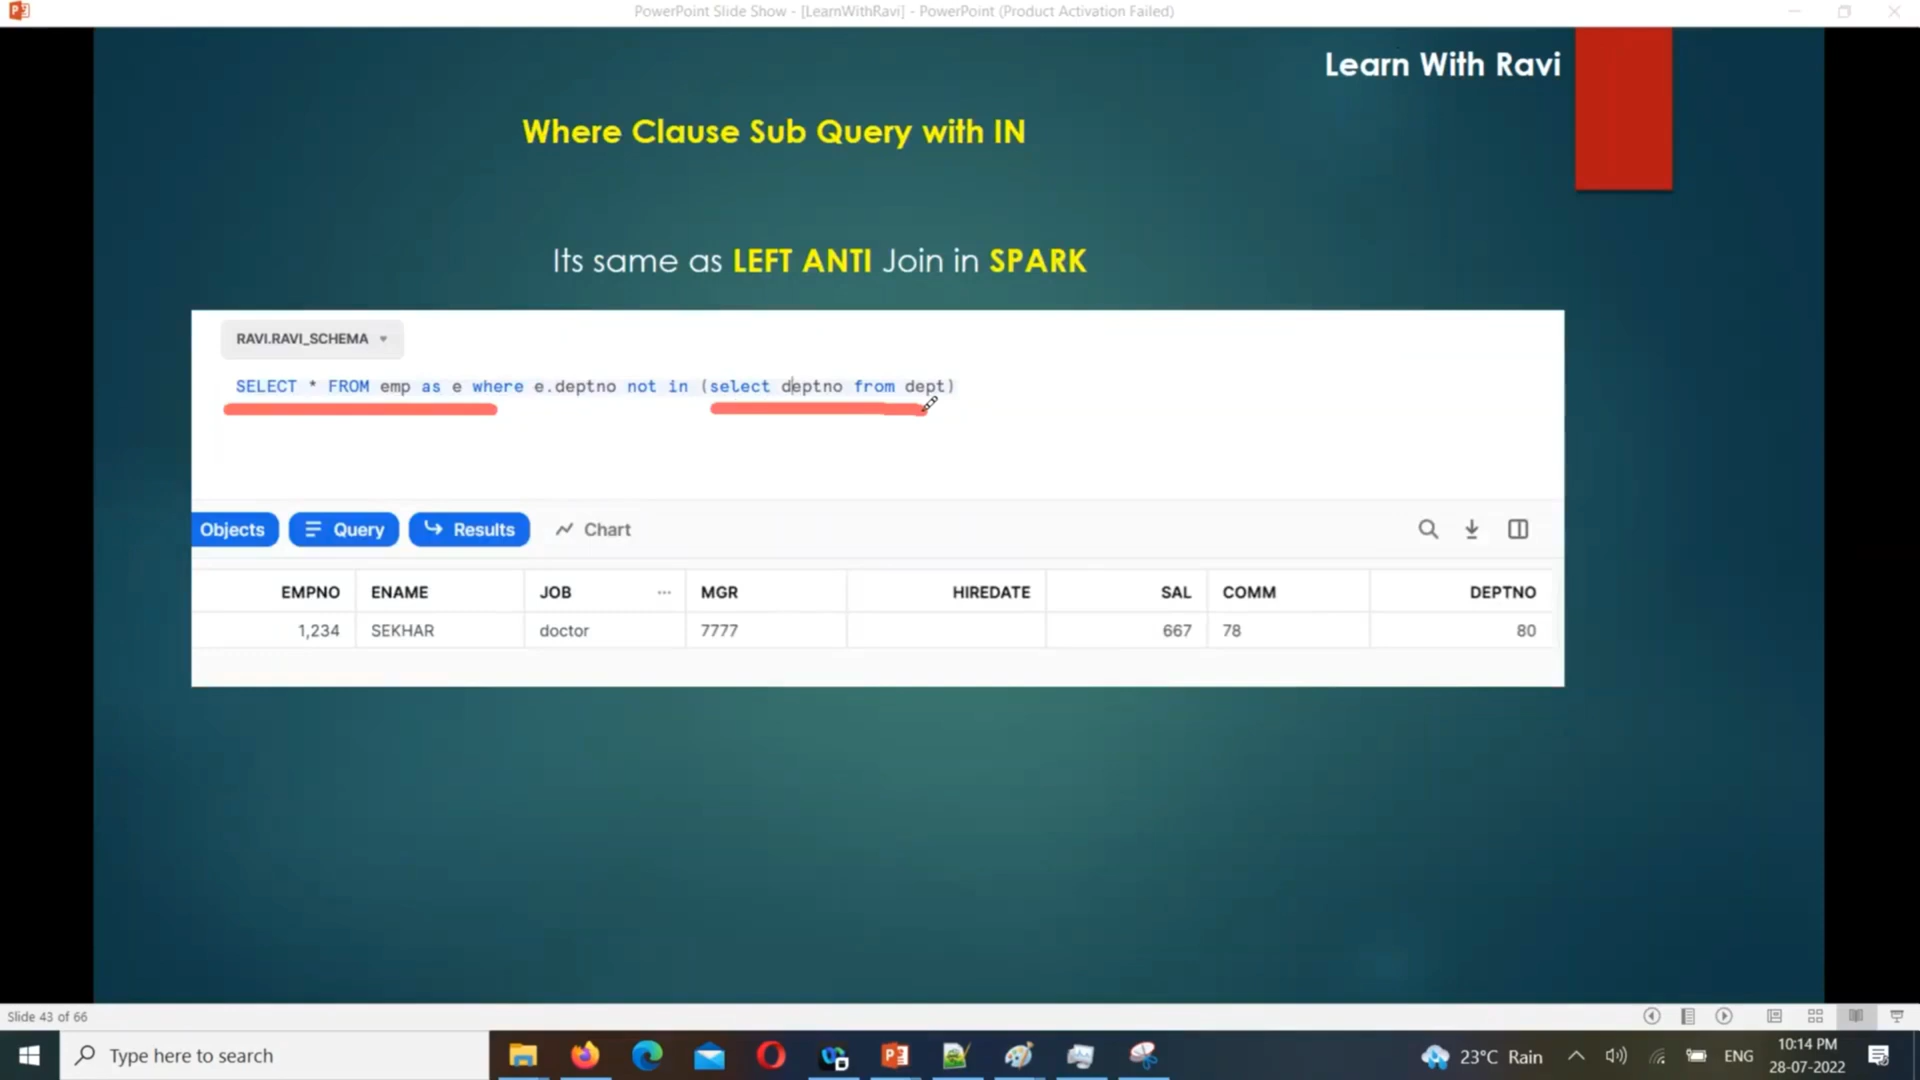 PowerPoint Slide Show - [LearnWithRavi] - PowerPoint (Product Activation Failed)
Learn With Ravi
Where Clause Sub Query with IN
Its same as LEFT ANTI Join in SPARK
RAVI.RAVI_SCHEMA
SELECT * FROM emp as e where e.deptno not in (select deptno from dept)
Objects Query Results Chart
EMPNO ENAME JOB ... MGR HIREDATE SAL COMM DEPTNO
1,234 SEKHAR doctor 7777 667 78 80
Slide 43 of 66
Type here to search
23°C Rain
ENG
10:14 PM
28-07-2022